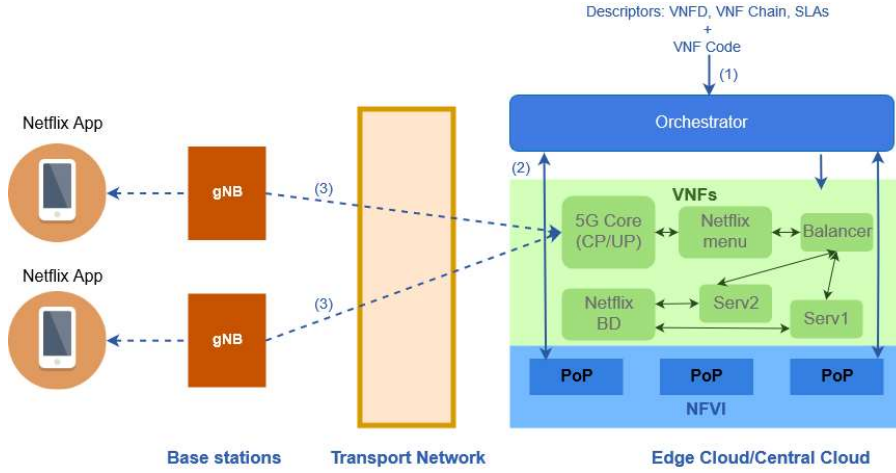 Descriptors: VNFD, VNF Chain, SLAs
+
VNF Code
(1)
Orchestrator
Netflix App
gNB
(3)
(2)
VNFs
5G Core
(CP/UP)
Netflix
menu
Balancer
Netflix App
gNB
(3)
Netflix
BD
Serv2
Serv1
PoP
PoP
PoP
NFVI
Base stations
Transport Network
Edge Cloud/Central Cloud